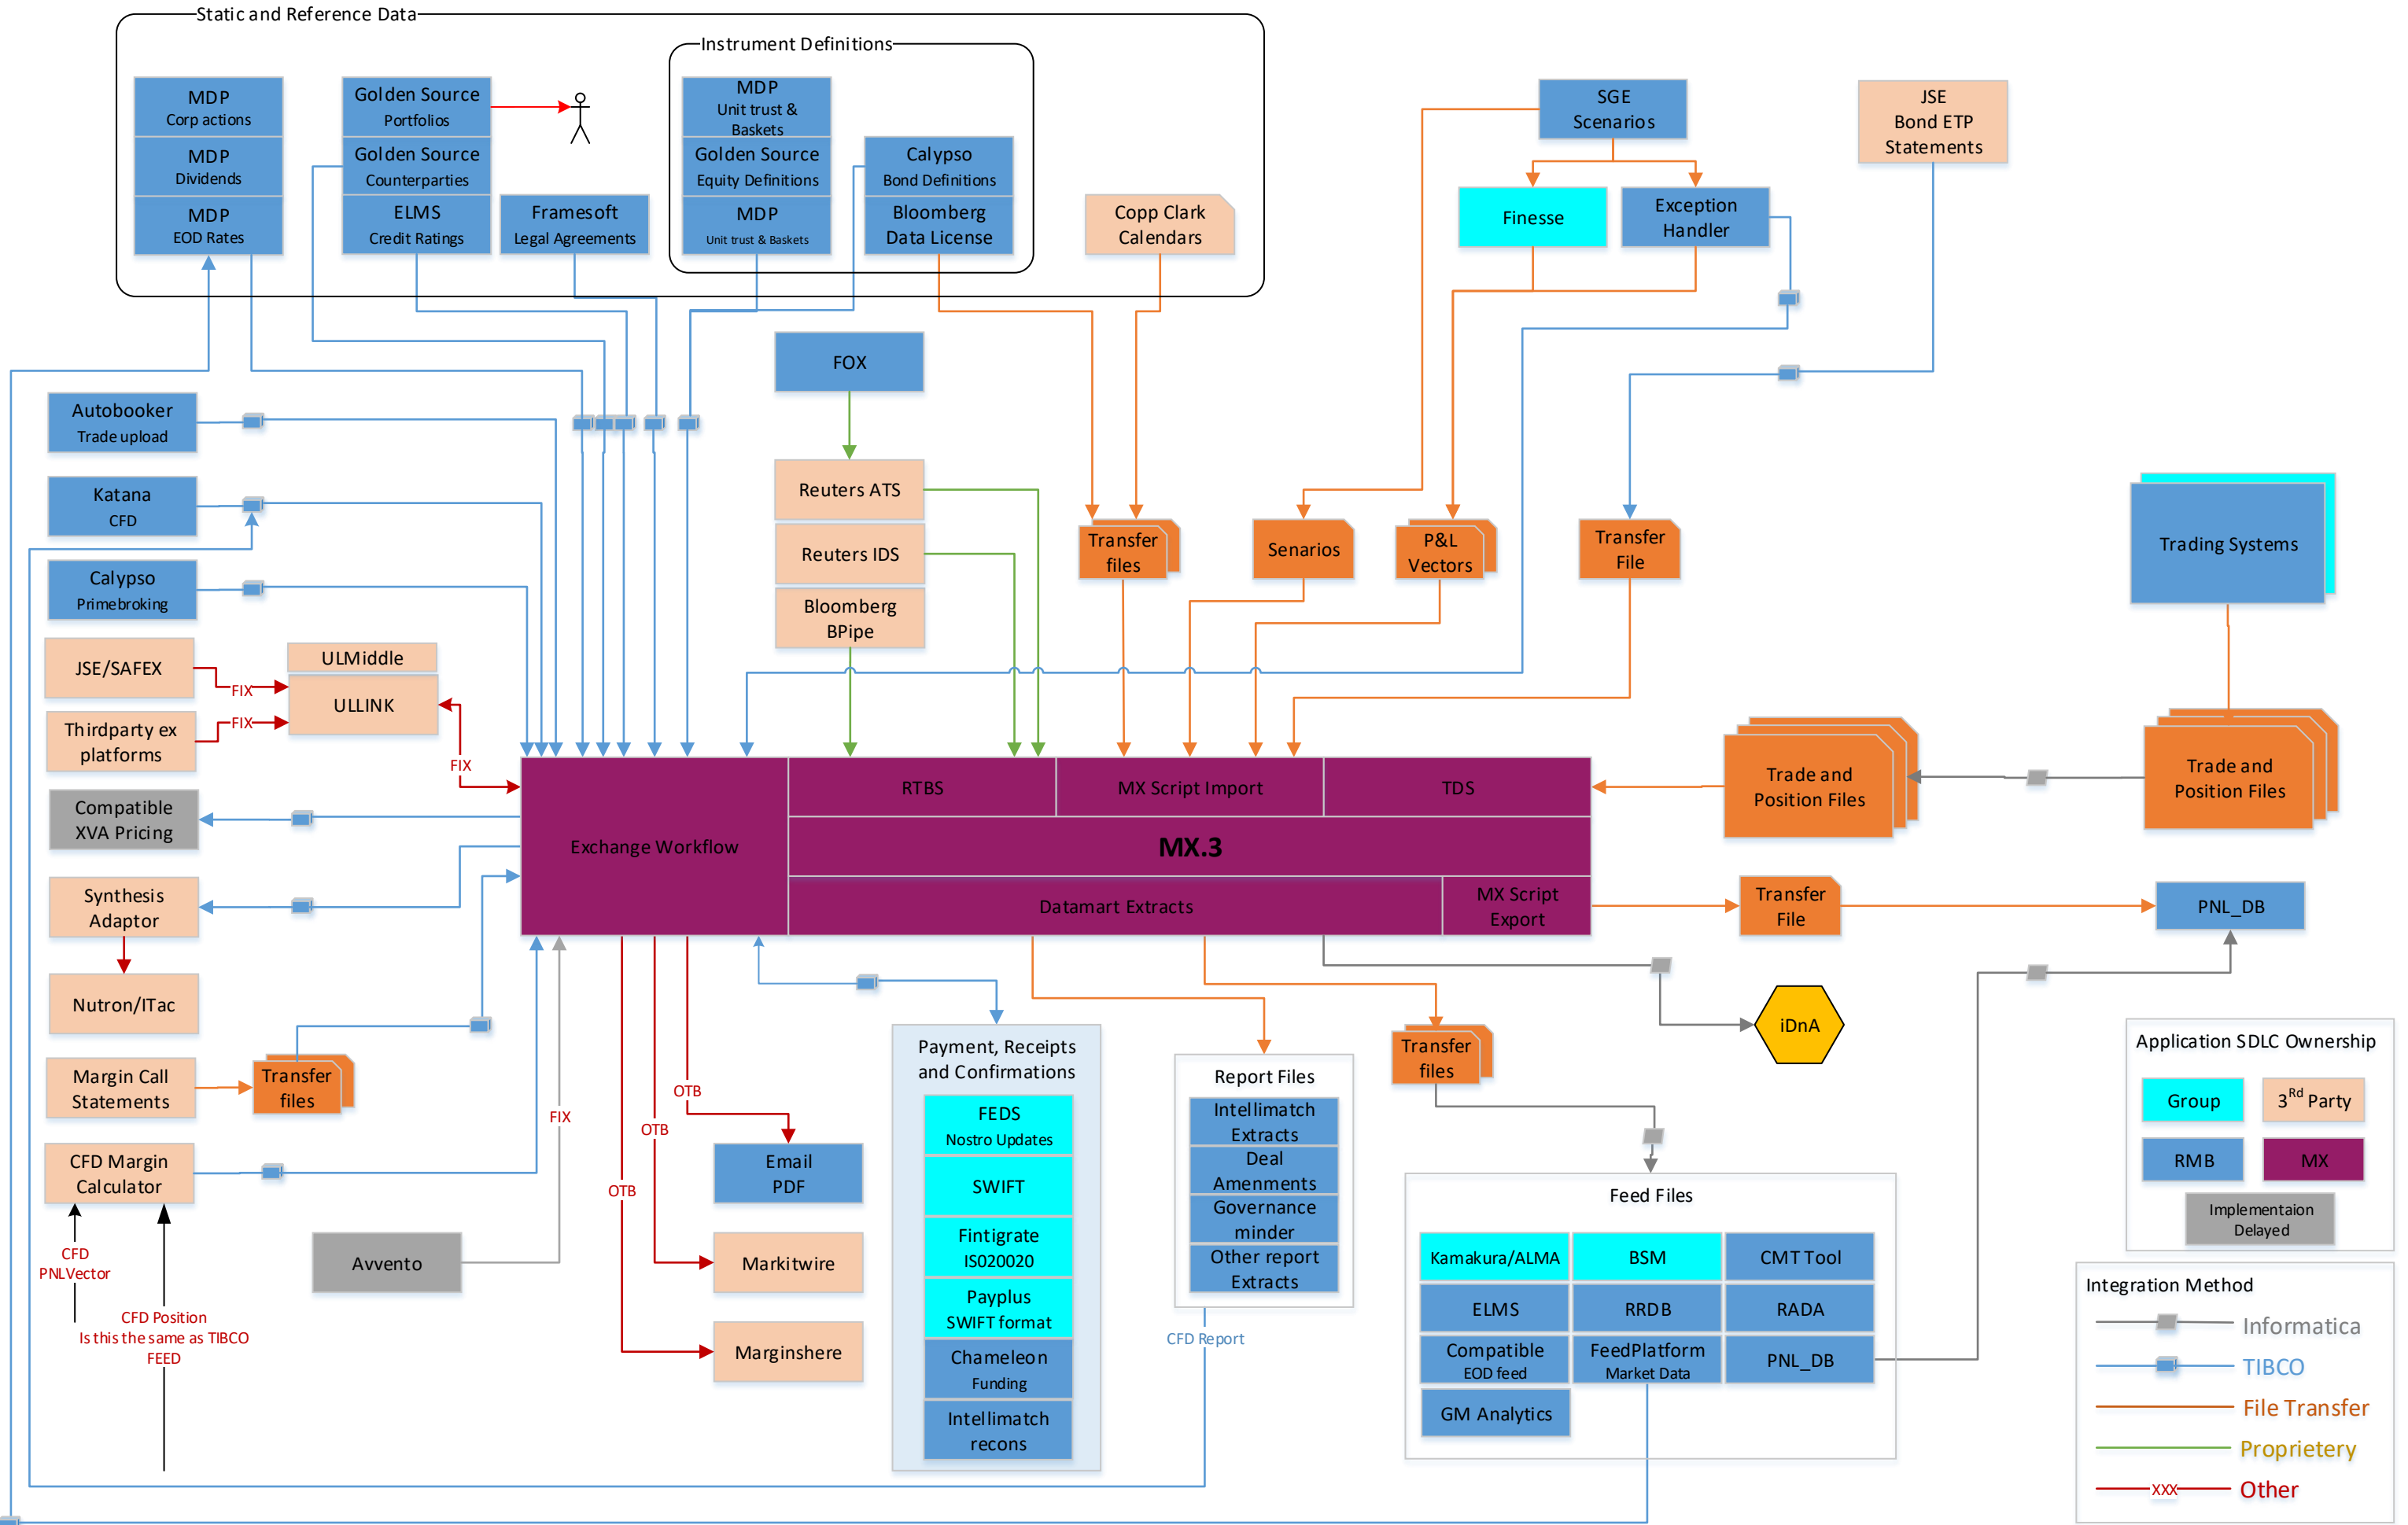 Static and Reference Data
Instrument Definitions
MDP
Corp actions
MDP
Dividends
MDP
EOD Rates
Golden Source
Portfolios
Golden Source
Counterparties
ELMS
Credit Ratings
Framesoft
Legal Agreements
MDP
Unit trust &
Baskets
Golden Source
Equity Definitions
MDP
Unit trust & Baskets
Calypso
Bond Definitions
Bloomberg
Data License
Copp Clark
Calendars
SGE
Scenarios
Finesse
Exception
Handler
JSE
Bond ETP
Statements
FOX
Reuters ATS
Reuters IDS
Bloomberg
BPipe
Autobooker
Trade upload
Katana
CFD
Calypso
Primebroking
JSE/SAFEX
FIX
Thirdparty ex
platforms
FIX
ULMiddle
ULLINK
FIX
Transfer
files
Senarios
P&L
Vectors
Transfer
File
Trading Systems
Trade and
Position Files
Trade and
Position Files
Compatible
XVA Pricing
Synthesis
Adaptor
Nutron/ITac
Exchange Workflow
RTBS
MX Script Import
TDS
MX.3
Datamart Extracts
MX Script
Export
Transfer
File
PNL_DB
iDnA
Margin Call
Statements
Transfer
files
CFD Margin
Calculator
CFD
PNLVector
CFD Position
Is this the same as TIBCO
FEED
Avvento
FIX
OTB
OTB
OTB
Email
PDF
Markitwire
Marginshere
Payment, Receipts
and Confirmations
FEDS
Nostro Updates
SWIFT
Fintigrate
IS020020
Payplus
SWIFT format
Chameleon
Funding
Intellimatch
recons
Report Files
Intellimatch
Extracts
Deal
Amenments
Governance
minder
Other report
Extracts
CFD Report
Transfer
files
Feed Files
Kamakura/ALMA
BSM
CMT Tool
ELMS
RRDB
RADA
Compatible
EOD feed
FeedPlatform
Market Data
PNL_DB
GM Analytics
Application SDLC Ownership
Group
3Rd Party
RMB
MX
Implementaion
Delayed
Integration Method
Informatica
TIBCO
File Transfer
Proprietery
XXX
Other